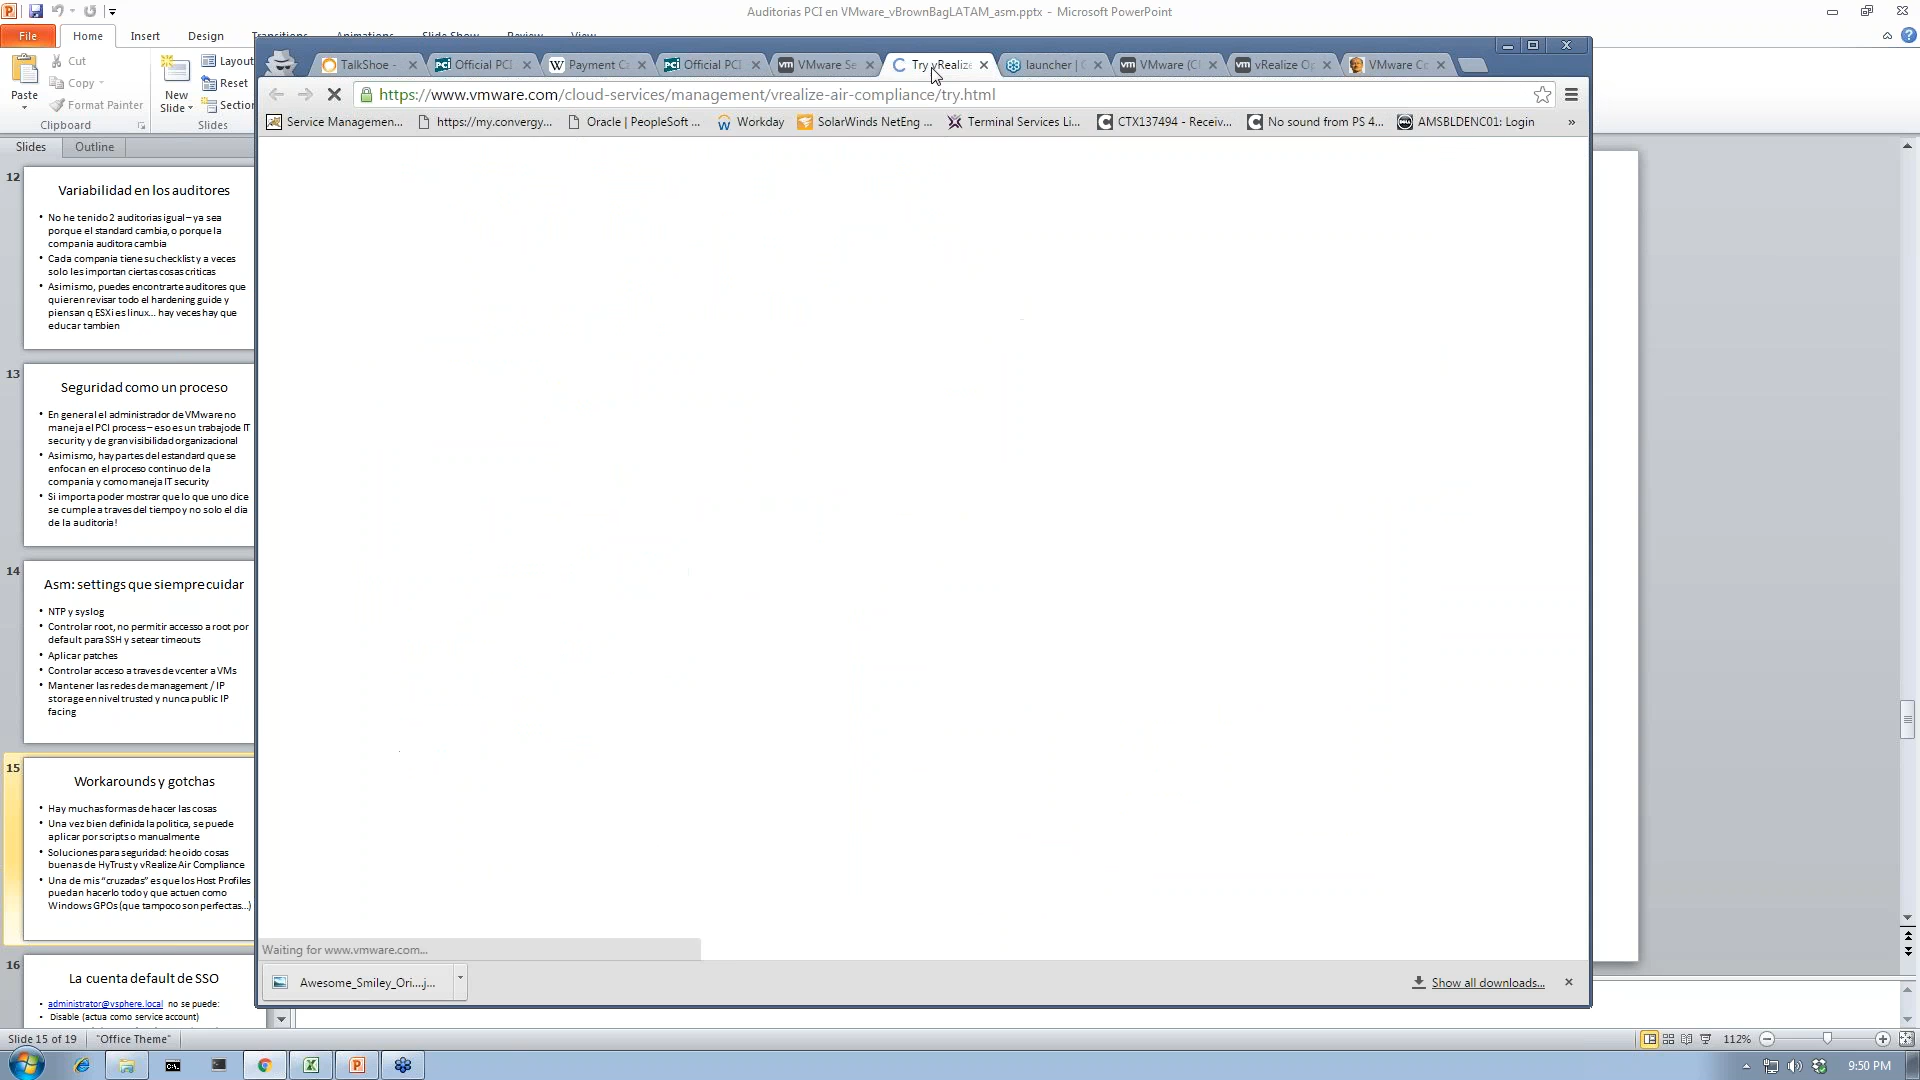 Auditorias PCI en VMware_vBrownBagLATAM_asm.pptx - Microsoft PowerPoint
File Home Insert Design
Cut
Copy
Format Painter
Paste
Clipboard
New
Slide
Layout
Reset
Section
Slides
Slides Outline
12
Variabilidad en los auditores
• No he tenido 2 auditorias igual – ya sea
porque el standard cambia, o porque la
compania auditora cambia
• Cada compania tiene su checklist y a veces
solo les importan ciertas cosas criticas
• Asimismo, puedes encontrarte auditores que
quieren revisar todo el hardening guide y
piensan q ESXi es linux... hay veces hay que
educar tambien
13
Seguridad como un proceso
• En general el administrador de VMware no
maneja el PCI process – eso es un trabajo de IT
security y de gran visibilidad organizacional
• Asimismo, hay partes del estandard que se
enfocan en el proceso continuo de la
compania y como maneja IT security
• Si importa poder mostrar que lo que uno dice
se cumple a traves del tiempo y no solo el dia
de la auditoria!
14
Asm: settings que siempre cuidar
• NTP y syslog
• Controlar root, no permitir accesso a root por
default para SSH y setear timeouts
• Aplicar patches
• Controlar acceso a traves de vcenter a VMs
• Mantener las redes de management / IP
storage en nivel trusted y nunca public IP
facing
15
Workarounds y gotchas
• Hay muchas formas de hacer las cosas
• Una vez bien definida la politica, se puede
aplicar por scripts o manualmente
• Soluciones para seguridad: he oido cosas
buenas de HyTrust y vRealize Air Compliance
• Una de mis “cruzadas” es que los Host Profiles
puedan hacerlo todo y que actuen como
Windows GPOs (que tampoco son perfectas...)
16
La cuenta default de SSO
• administrator@vsphere.local no se puede:
• Disable (actua como service account)
TalkShoe - Official PCI Payment Ca Official PCI VMware Se Try vRealize launcher | VMware (Cl vRealize Op VMware Co
https://www.vmware.com/cloud-services/management/vrealize-air-compliance/try.html
Service Managemen... https://my.convergy... Oracle | PeopleSoft ... Workday SolarWinds NetEng ... Terminal Services Li... CTX137494 - Receiv... No sound from PS 4... AMSBLDENC01: Login »
Waiting for www.vmware.com...
Awesome_Smiley_Ori....j...
Show all downloads...
Slide 15 of 19 "Office Theme"
112%
9:50 PM